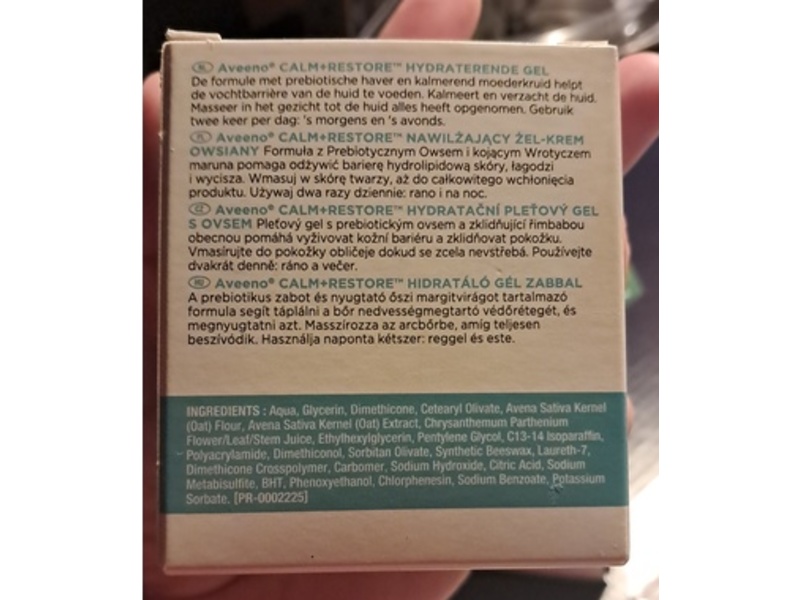 NL Aveeno® CALM+RESTORE™ HYDRATERENDE GEL
De formule met prebiotische haver en kalmerend moederkruid helpt
de vochtbarrière van de huid te voeden. Kalmeert en verzacht de huid.
Masseer in het gezicht tot de huid alles heeft opgenomen. Gebruik
twee keer per dag: 's morgens en 's avonds.
PL Aveeno® CALM+RESTORE™ NAWILŻAJĄCY ŻEL-KREM
OWSIANY Formuła z Prebiotycznym Owsem i kojącym Wrotyczem
maruna pomaga odżywić barierę hydrolipidową skóry, łagodzi
i wycisza. Wmasuj w skórę twarzy, aż do całkowitego wchłonięcia
produktu. Używaj dwa razy dziennie: rano i na noc.
CZ Aveeno® CALM+RESTORE™ HYDRATAČNÍ PLEŤOVÝ GEL
S OVSEM Pleťový gel s prebiotickým ovsem a zklidňující řimbabou
obecnou pomáhá vyživovat kožní bariéru a zklidňovat pokožku.
Vmasírujte do pokožky obličeje dokud se zcela nevstřebá. Používejte
dvakrát denně: ráno a večer.
HU Aveeno® CALM+RESTORE™ HIDRATÁLÓ GÉL ZABBAL
A prebiotikus zabot és nyugtató őszi margitvirágot tartalmazó
formula segít táplálni a bőr nedvességmegtartó védőrétegét, és
megnyugtatni azt. Masszírozza az arcbőrbe, amíg teljesen
beszívódik. Használja naponta kétszer: reggel és este.
INGREDIENTS : Aqua, Glycerin, Dimethicone, Cetearyl Olivate, Avena Sativa Kernel
(Oat) Flour, Avena Sativa Kernel (Oat) Extract, Chrysanthemum Parthenium
Flower/Leaf/Stem Juice, Ethylhexylglycerin, Pentylene Glycol, C13-14 Isoparaffin,
Polyacrylamide, Dimethiconol, Sorbitan Olivate, Synthetic Beeswax, Laureth-7,
Dimethicone Crosspolymer, Carbomer, Sodium Hydroxide, Citric Acid, Sodium
Metabisulfite, BHT, Phenoxyethanol, Chlorphenesin, Sodium Benzoate, Potassium
Sorbate. [PR-0002225]